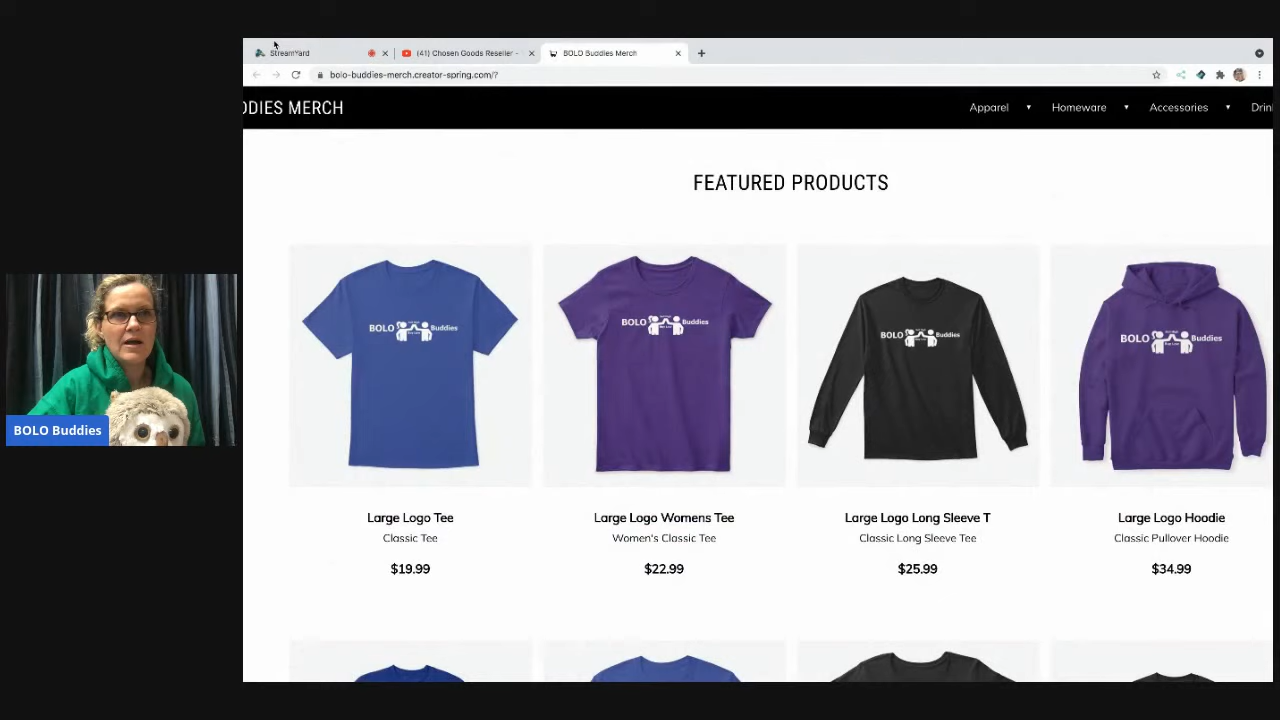 StreamYard
(41) Chosen Goods Reseller -
BOLO Buddies Merch
bolo-buddies-merch.creator-spring.com/?
DDIES MERCH
Apparel
Homeware
Accessories
Drin
FEATURED PRODUCTS
BOLO Buddies
BOLO Buddies
BOLO Buddies
BOLO Buddies
Large Logo Tee
Classic Tee
$19.99
Large Logo Womens Tee
Women's Classic Tee
$22.99
Large Logo Long Sleeve T
Classic Long Sleeve Tee
$25.99
Large Logo Hoodie
Classic Pullover Hoodie
$34.99
BOLO Buddies